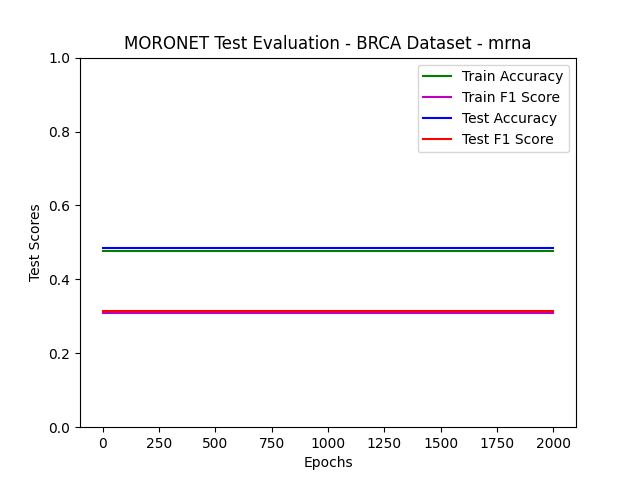 MORONET Test Evaluation - BRCA Dataset - mrna
Train Accuracy
Train F1 Score
Test Accuracy
Test F1 Score
Test Scores
1.0
0.8
0.6
0.4
0.2
0.0
0 250 500 750 1000 1250 1500 1750 2000
Epochs